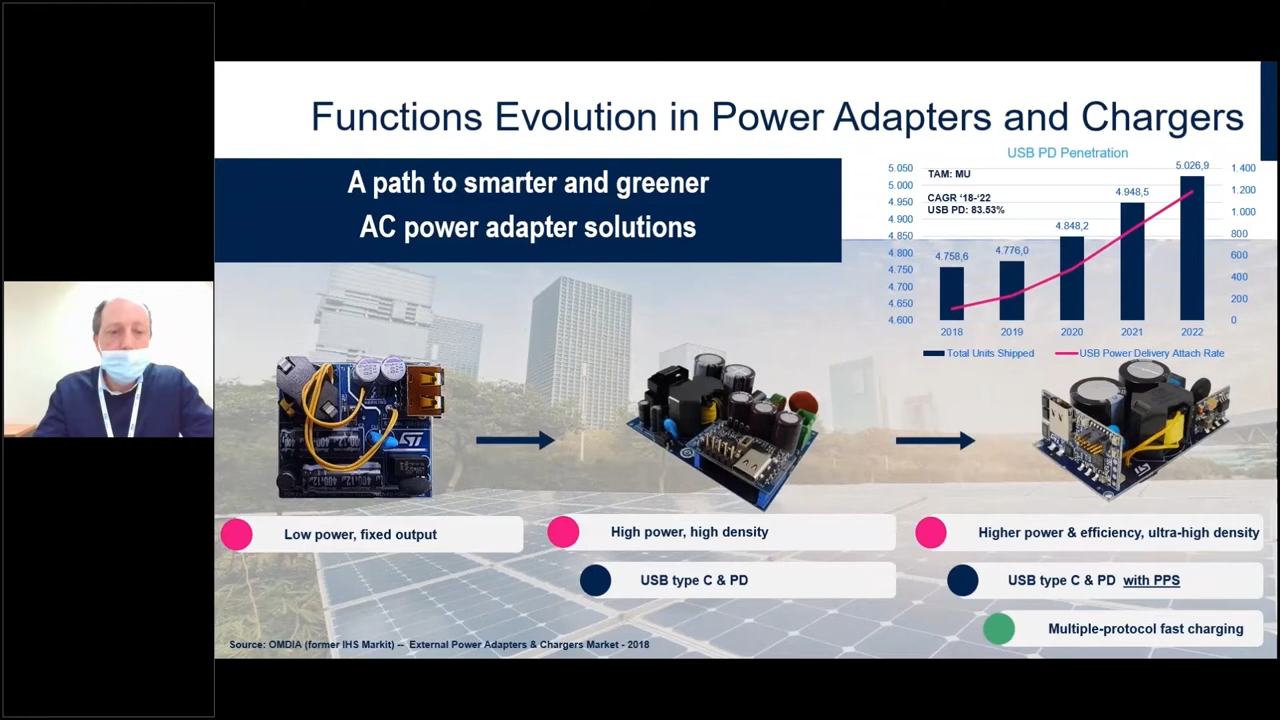 Functions Evolution in Power Adapters and Chargers
A path to smarter and greener
AC power adapter solutions
USB PD Penetration
TAM: MU
CAGR ‘18-‘22
USB PD: 83.53%
5.050
5.000
4.950
4.900
4.850
4.800
4.750
4.700
4.650
4.600
4.758,6
4.776,0
4.848,2
4.948,5
5.026,9
1.400
1.200
1.000
800
600
400
200
0
2018
2019
2020
2021
2022
Total Units Shipped
USB Power Delivery Attach Rate
ST
Low power, fixed output
High power, high density
USB type C & PD
Higher power & efficiency, ultra-high density
USB type C & PD with PPS
Multiple-protocol fast charging
Source: OMDIA (former IHS Markit) -- External Power Adapters & Chargers Market - 2018